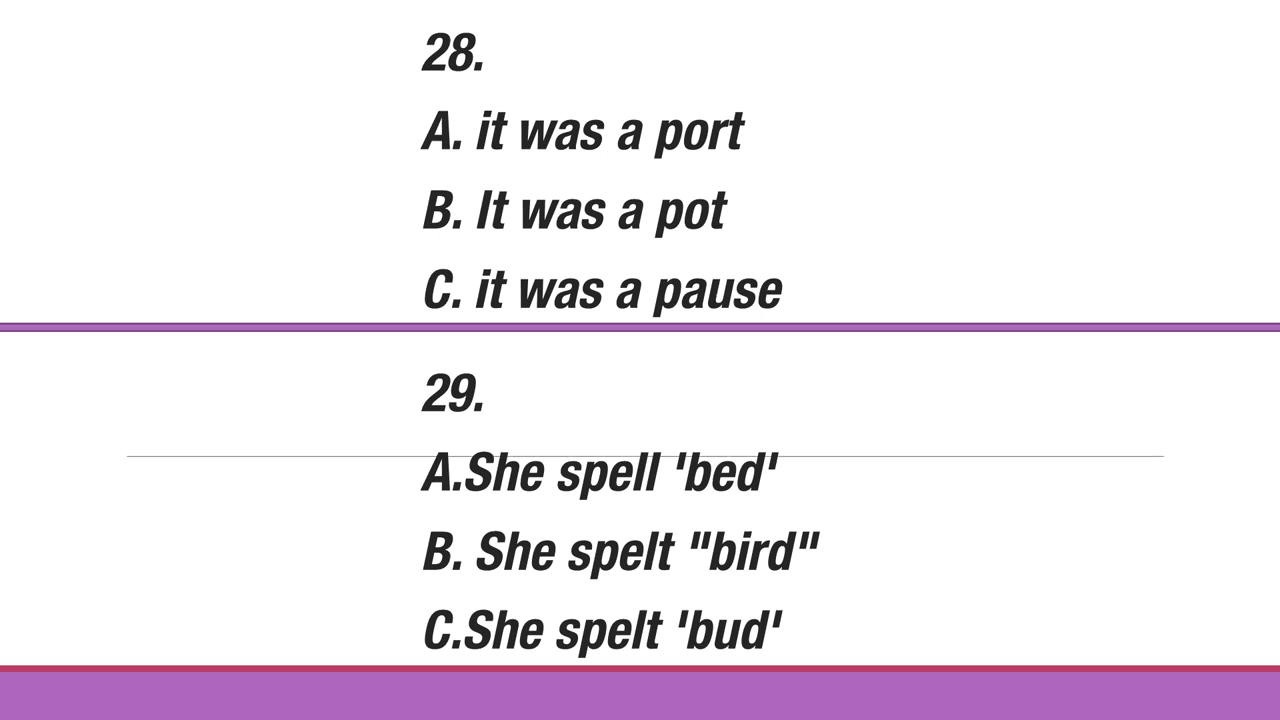 28.
A. it was a port
B. It was a pot
C. it was a pause
29.
A.She spell 'bed'
B. She spelt "bird"
C.She spelt 'bud'